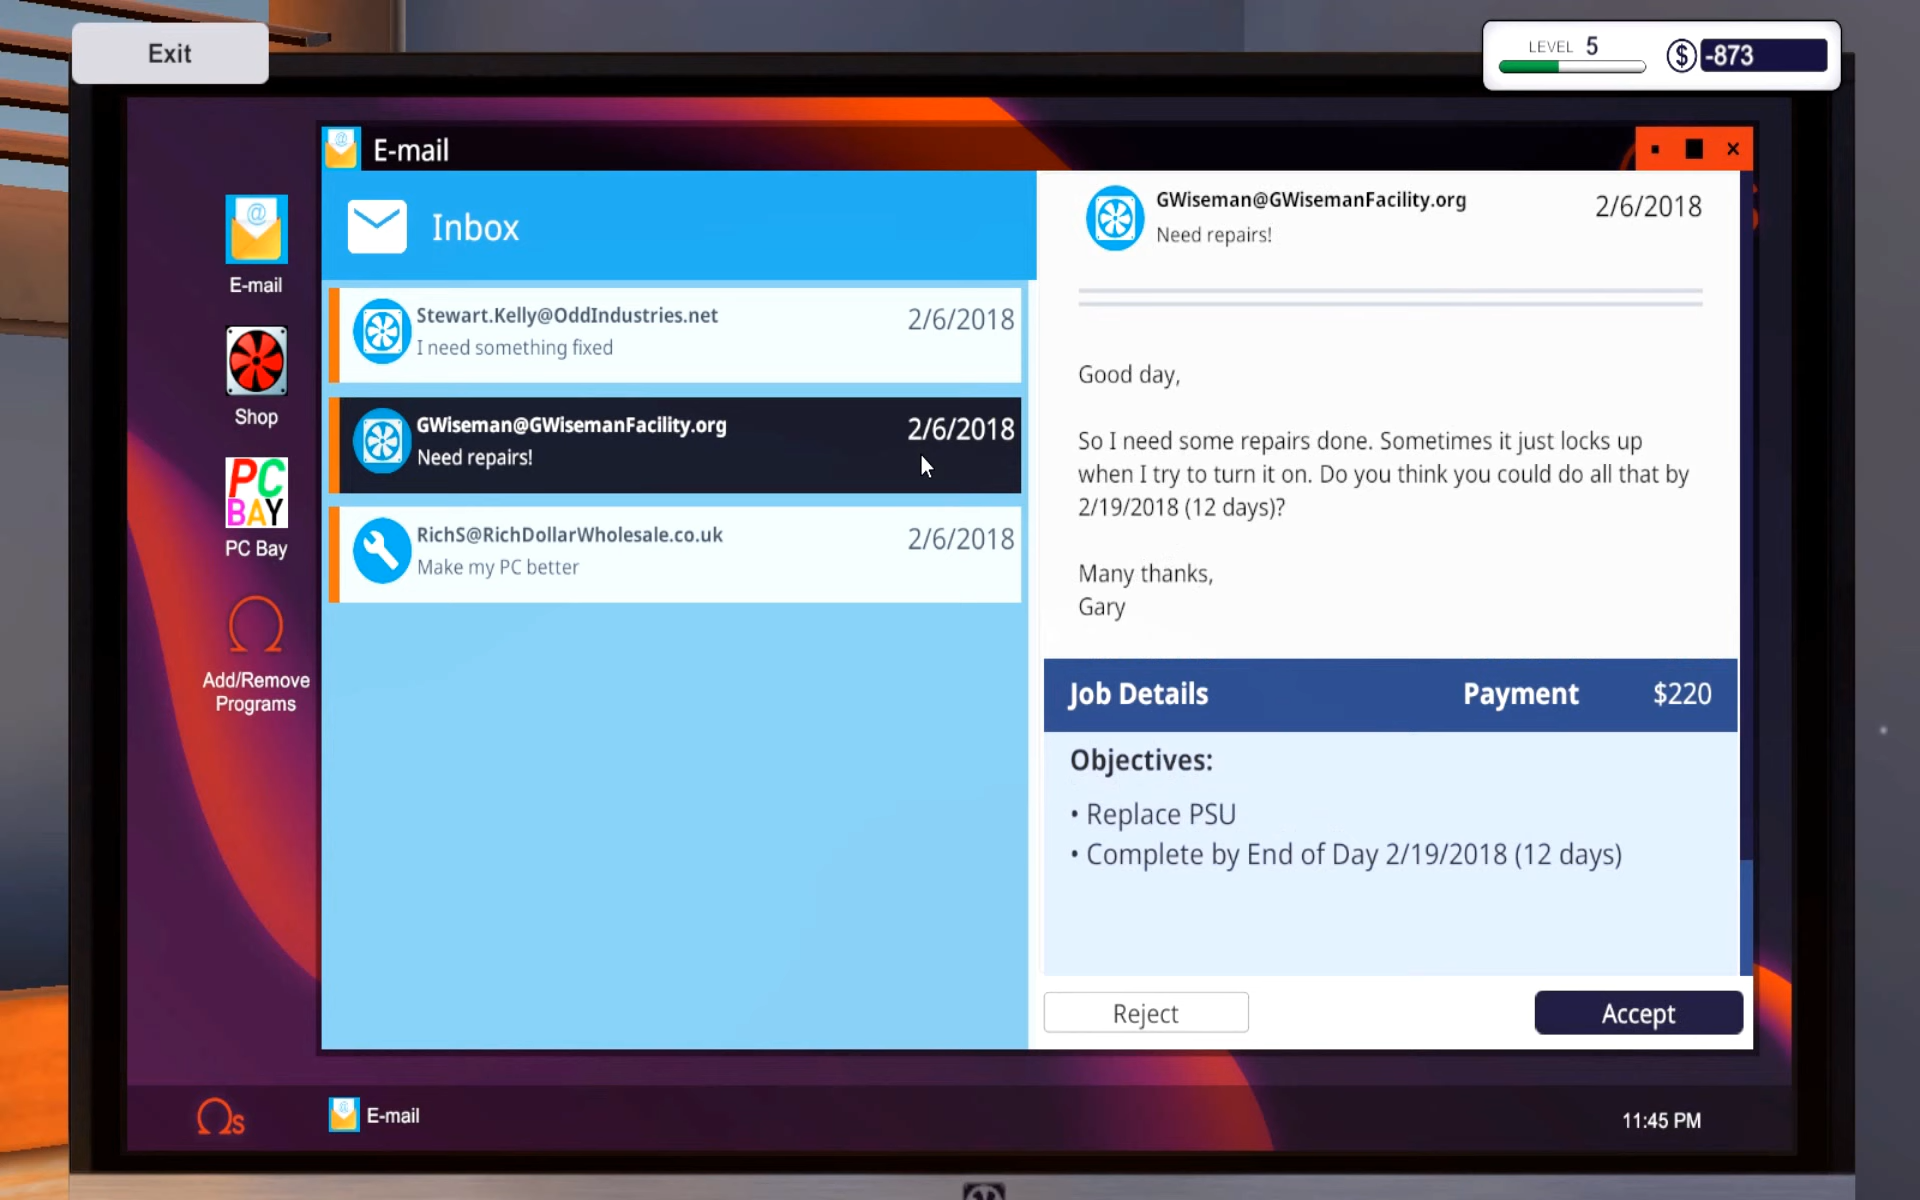 Exit
LEVEL 5
$ -873
E-mail
E-mail
Shop
PC BAY
PC Bay
Add/Remove
Programs
Inbox
Stewart.Kelly@OddIndustries.net
2/6/2018
I need something fixed
GWiseman@GWisemanFacility.org
2/6/2018
Need repairs!
RichS@RichDollarWholesale.co.uk
2/6/2018
Make my PC better
GWiseman@GWisemanFacility.org
2/6/2018
Need repairs!
Good day,
So I need some repairs done. Sometimes it just locks up
when I try to turn it on. Do you think you could do all that by
2/19/2018 (12 days)?
Many thanks,
Gary
Job Details Payment $220
Objectives:
• Replace PSU
• Complete by End of Day 2/19/2018 (12 days)
Reject
Accept
Ωs
E-mail
11:45 PM